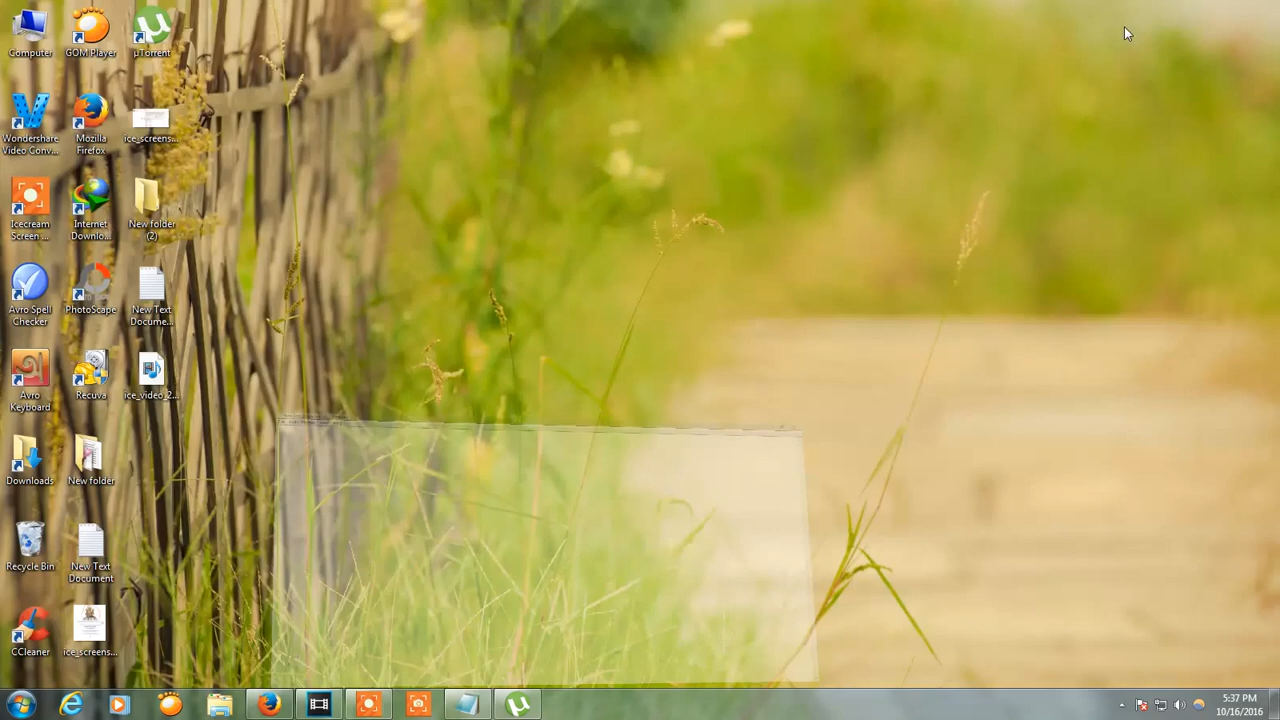 Computer
GOM Player
µTorrent
Wondershare
Video Conv...
Mozilla
Firefox
ice_screens...
Icecream
Screen ...
Internet
Downlo...
New folder
(2)
Avro Spell
Checker
PhotoScape
New Text
Docume...
Avro
Keyboard
Recuva
ice_video_2...
Downloads
New folder
Recycle Bin
New Text
Document
CCleaner
ice_screens...
5:37 PM
10/16/2016